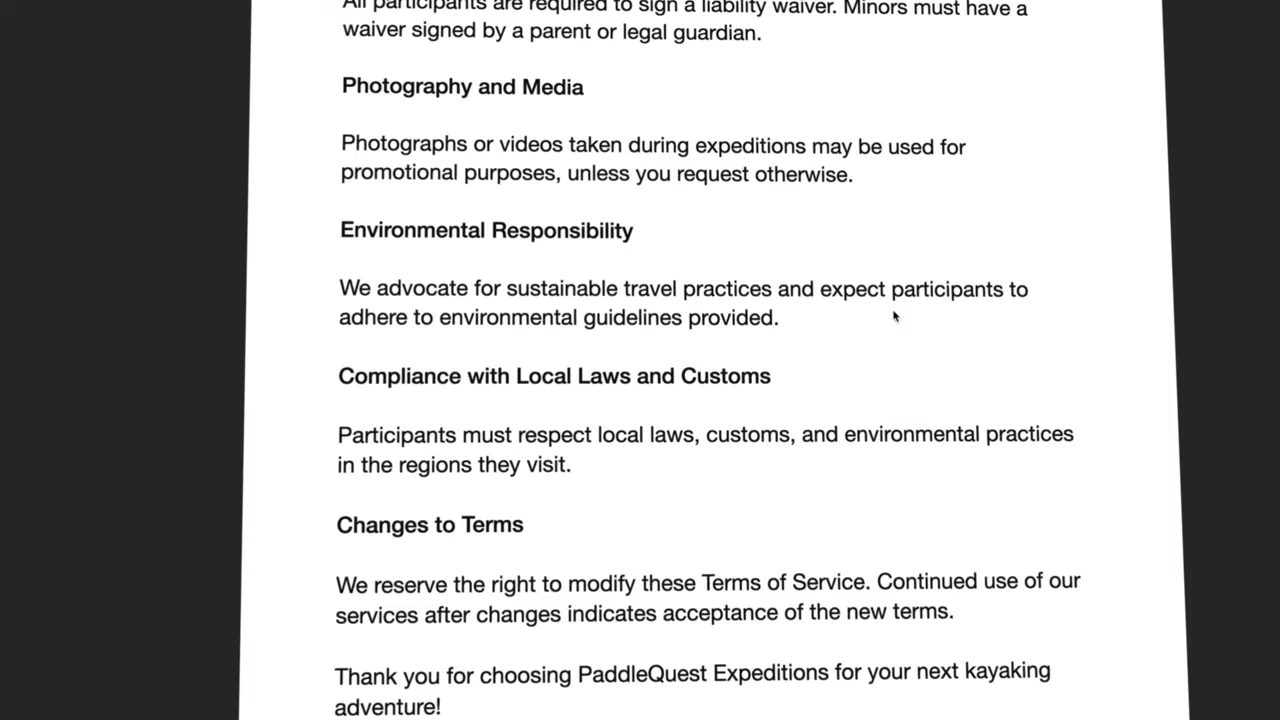 All participants are required to sign a liability waiver. Minors must have a
waiver signed by a parent or legal guardian.
Photography and Media
Photographs or videos taken during expeditions may be used for
promotional purposes, unless you request otherwise.
Environmental Responsibility
We advocate for sustainable travel practices and expect participants to
adhere to environmental guidelines provided.
Compliance with Local Laws and Customs
Participants must respect local laws, customs, and environmental practices
in the regions they visit.
Changes to Terms
We reserve the right to modify these Terms of Service. Continued use of our
services after changes indicates acceptance of the new terms.
Thank you for choosing PaddleQuest Expeditions for your next kayaking
adventure!